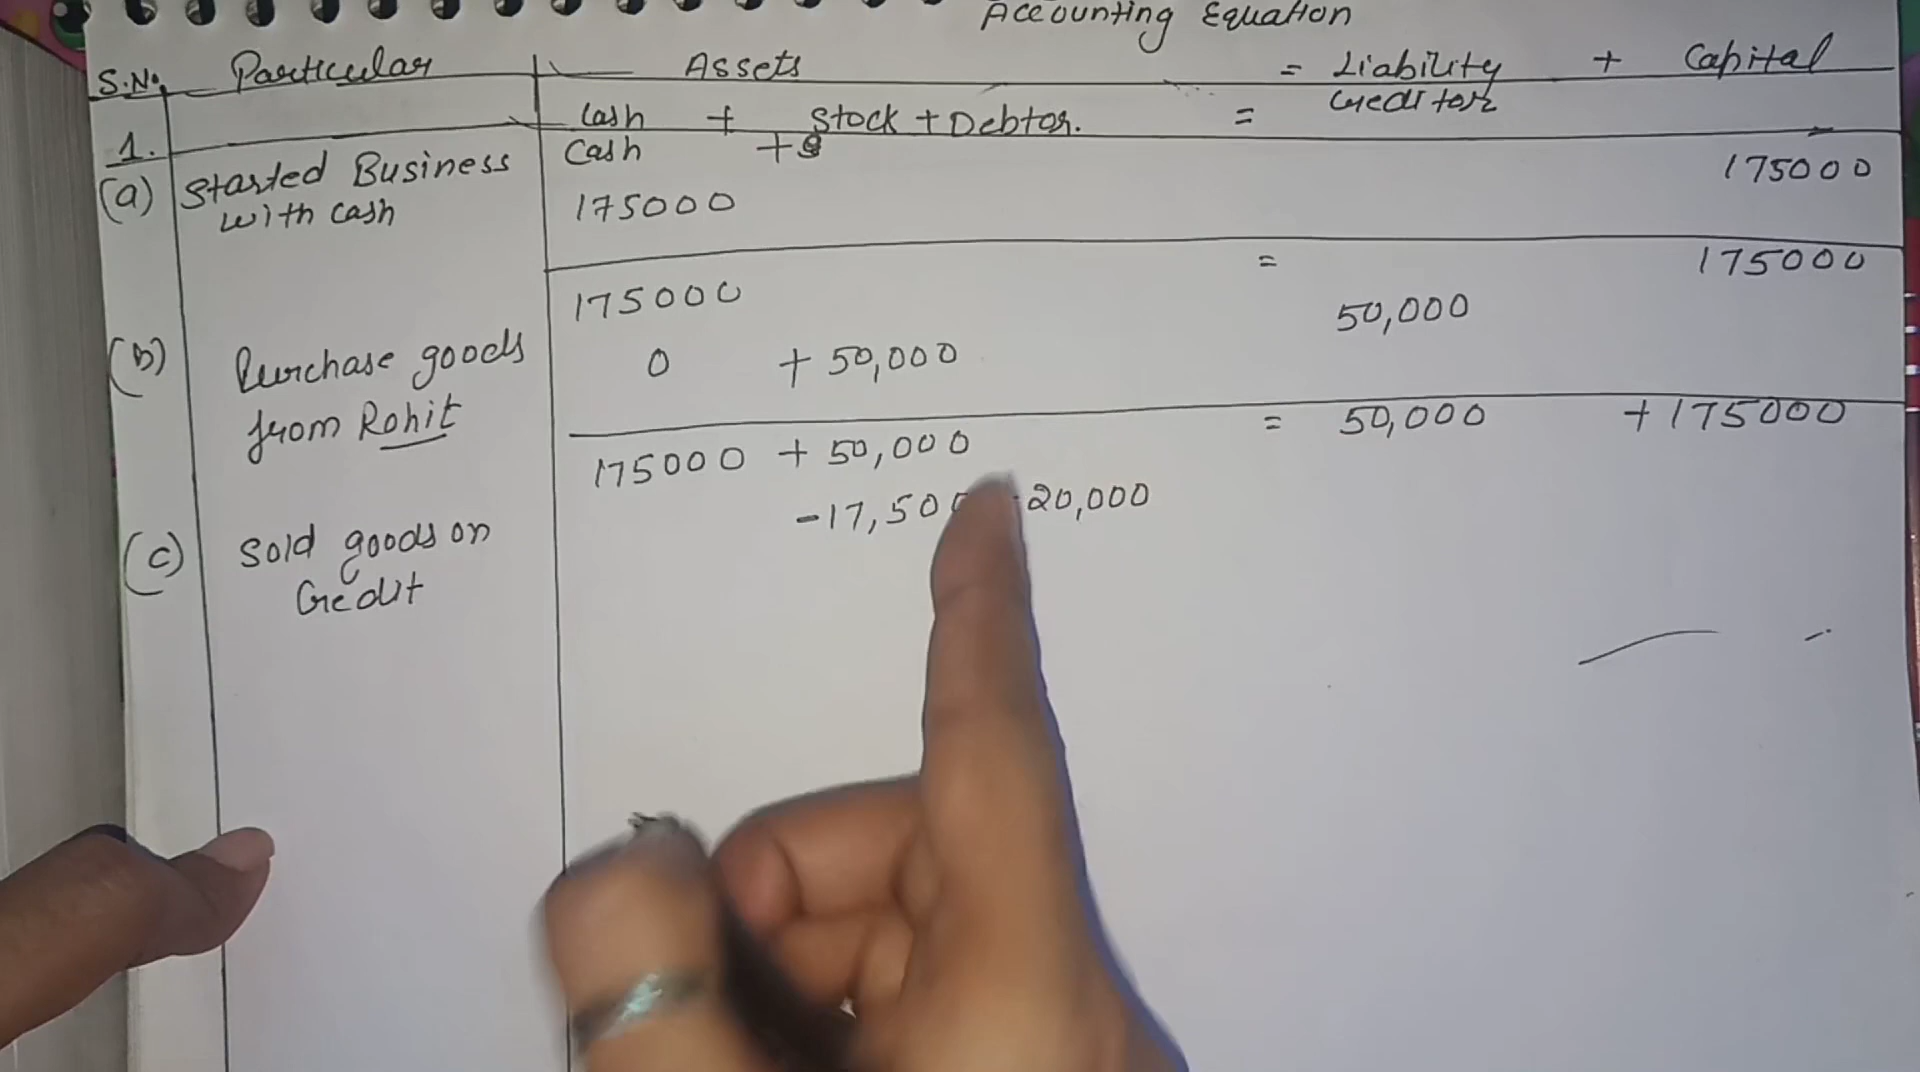 Accounting Equation
S.No. Particular Assets = Liability + Capital
Cash + Stock + Debtor. = Creditor
1. Cash +
(a) Started Business 175000
with cash 175000
175000 = 175000
50,000
(b) Purchase goods 0 + 50,000
from Rohit
175000 + 50,000 = 50,000 + 175000
-17,500 20,000
(c) Sold goods on
Credit